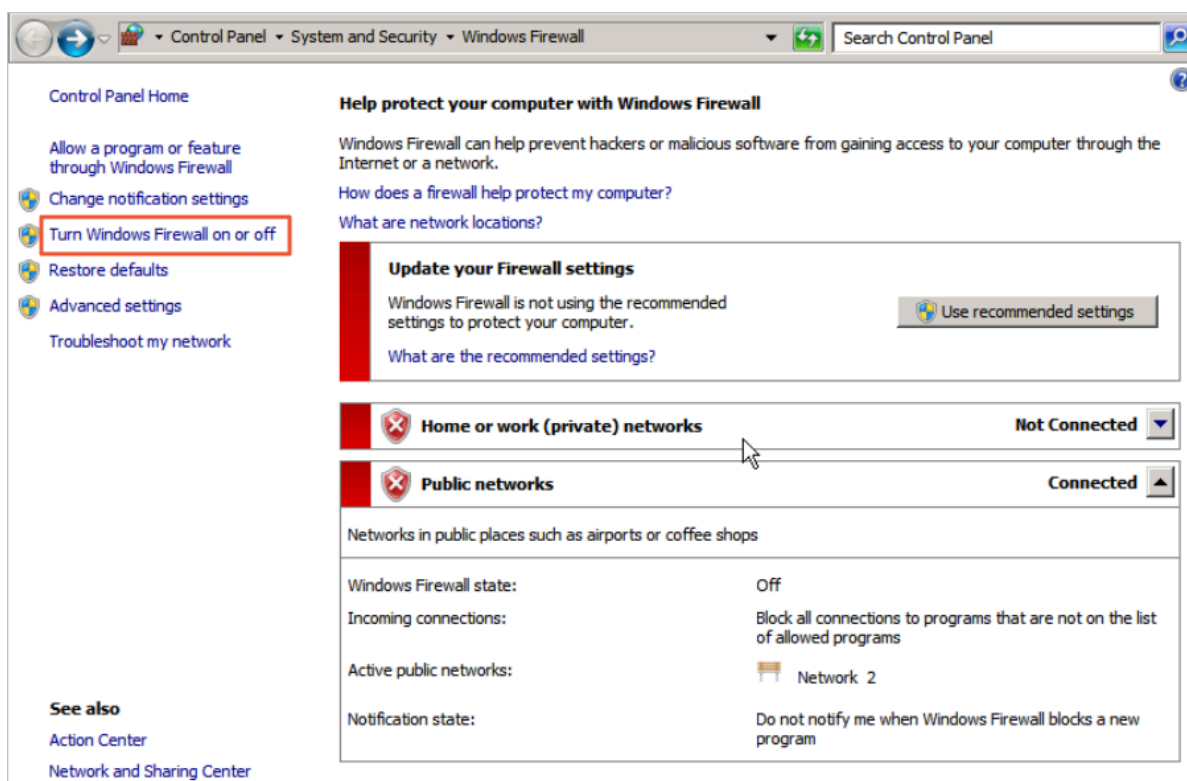 Control Panel ▾ System and Security ▾ Windows Firewall
Search Control Panel
Control Panel Home
Allow a program or feature
through Windows Firewall
Change notification settings
Turn Windows Firewall on or off
Restore defaults
Advanced settings
Troubleshoot my network
See also
Action Center
Network and Sharing Center
Help protect your computer with Windows Firewall
Windows Firewall can help prevent hackers or malicious software from gaining access to your computer through the
Internet or a network.
How does a firewall help protect my computer?
What are network locations?
Update your Firewall settings
Windows Firewall is not using the recommended
settings to protect your computer.
Use recommended settings
What are the recommended settings?
Home or work (private) networks Not Connected
Public networks Connected
Networks in public places such as airports or coffee shops
Windows Firewall state: Off
Incoming connections: Block all connections to programs that are not on the list
of allowed programs
Active public networks: Network 2
Notification state: Do not notify me when Windows Firewall blocks a new
program